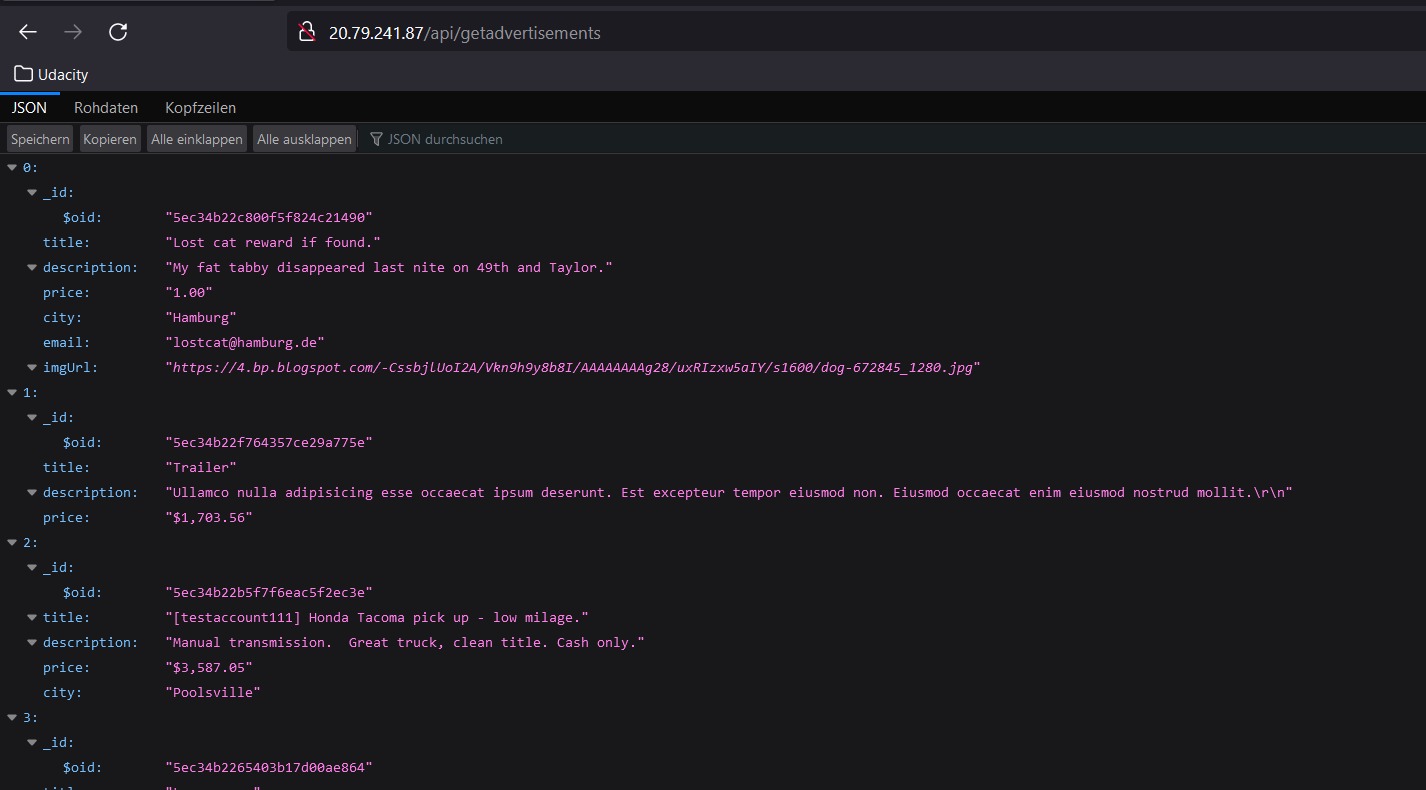 20.79.241.87/api/getadvertisements
Udacity
JSON Rohdaten Kopfzeilen
Speichern Kopieren Alle einklappen Alle ausklappen JSON durchsuchen
0:
_id:
$oid: "5ec34b22c800f5f824c21490"
title: "Lost cat reward if found."
description: "My fat tabby disappeared last nite on 49th and Taylor."
price: "1.00"
city: "Hamburg"
email: "lostcat@hamburg.de"
imgUrl: "https://4.bp.blogspot.com/-CssbjlUoI2A/Vkn9h9y8b8I/AAAAAAAAg28/uxRIzxw5aIY/s1600/dog-672845_1280.jpg"
1:
_id:
$oid: "5ec34b22f764357ce29a775e"
title: "Trailer"
description: "Ullamco nulla adipisicing esse occaecat ipsum deserunt. Est excepteur tempor eiusmod non. Eiusmod occaecat enim eiusmod nostrud mollit.\r\n"
price: "$1,703.56"
2:
_id:
$oid: "5ec34b22b5f7f6eac5f2ec3e"
title: "[testaccount111] Honda Tacoma pick up - low milage."
description: "Manual transmission.  Great truck, clean title. Cash only."
price: "$3,587.05"
city: "Poolsville"
3:
_id:
$oid: "5ec34b2265403b17d00ae864"